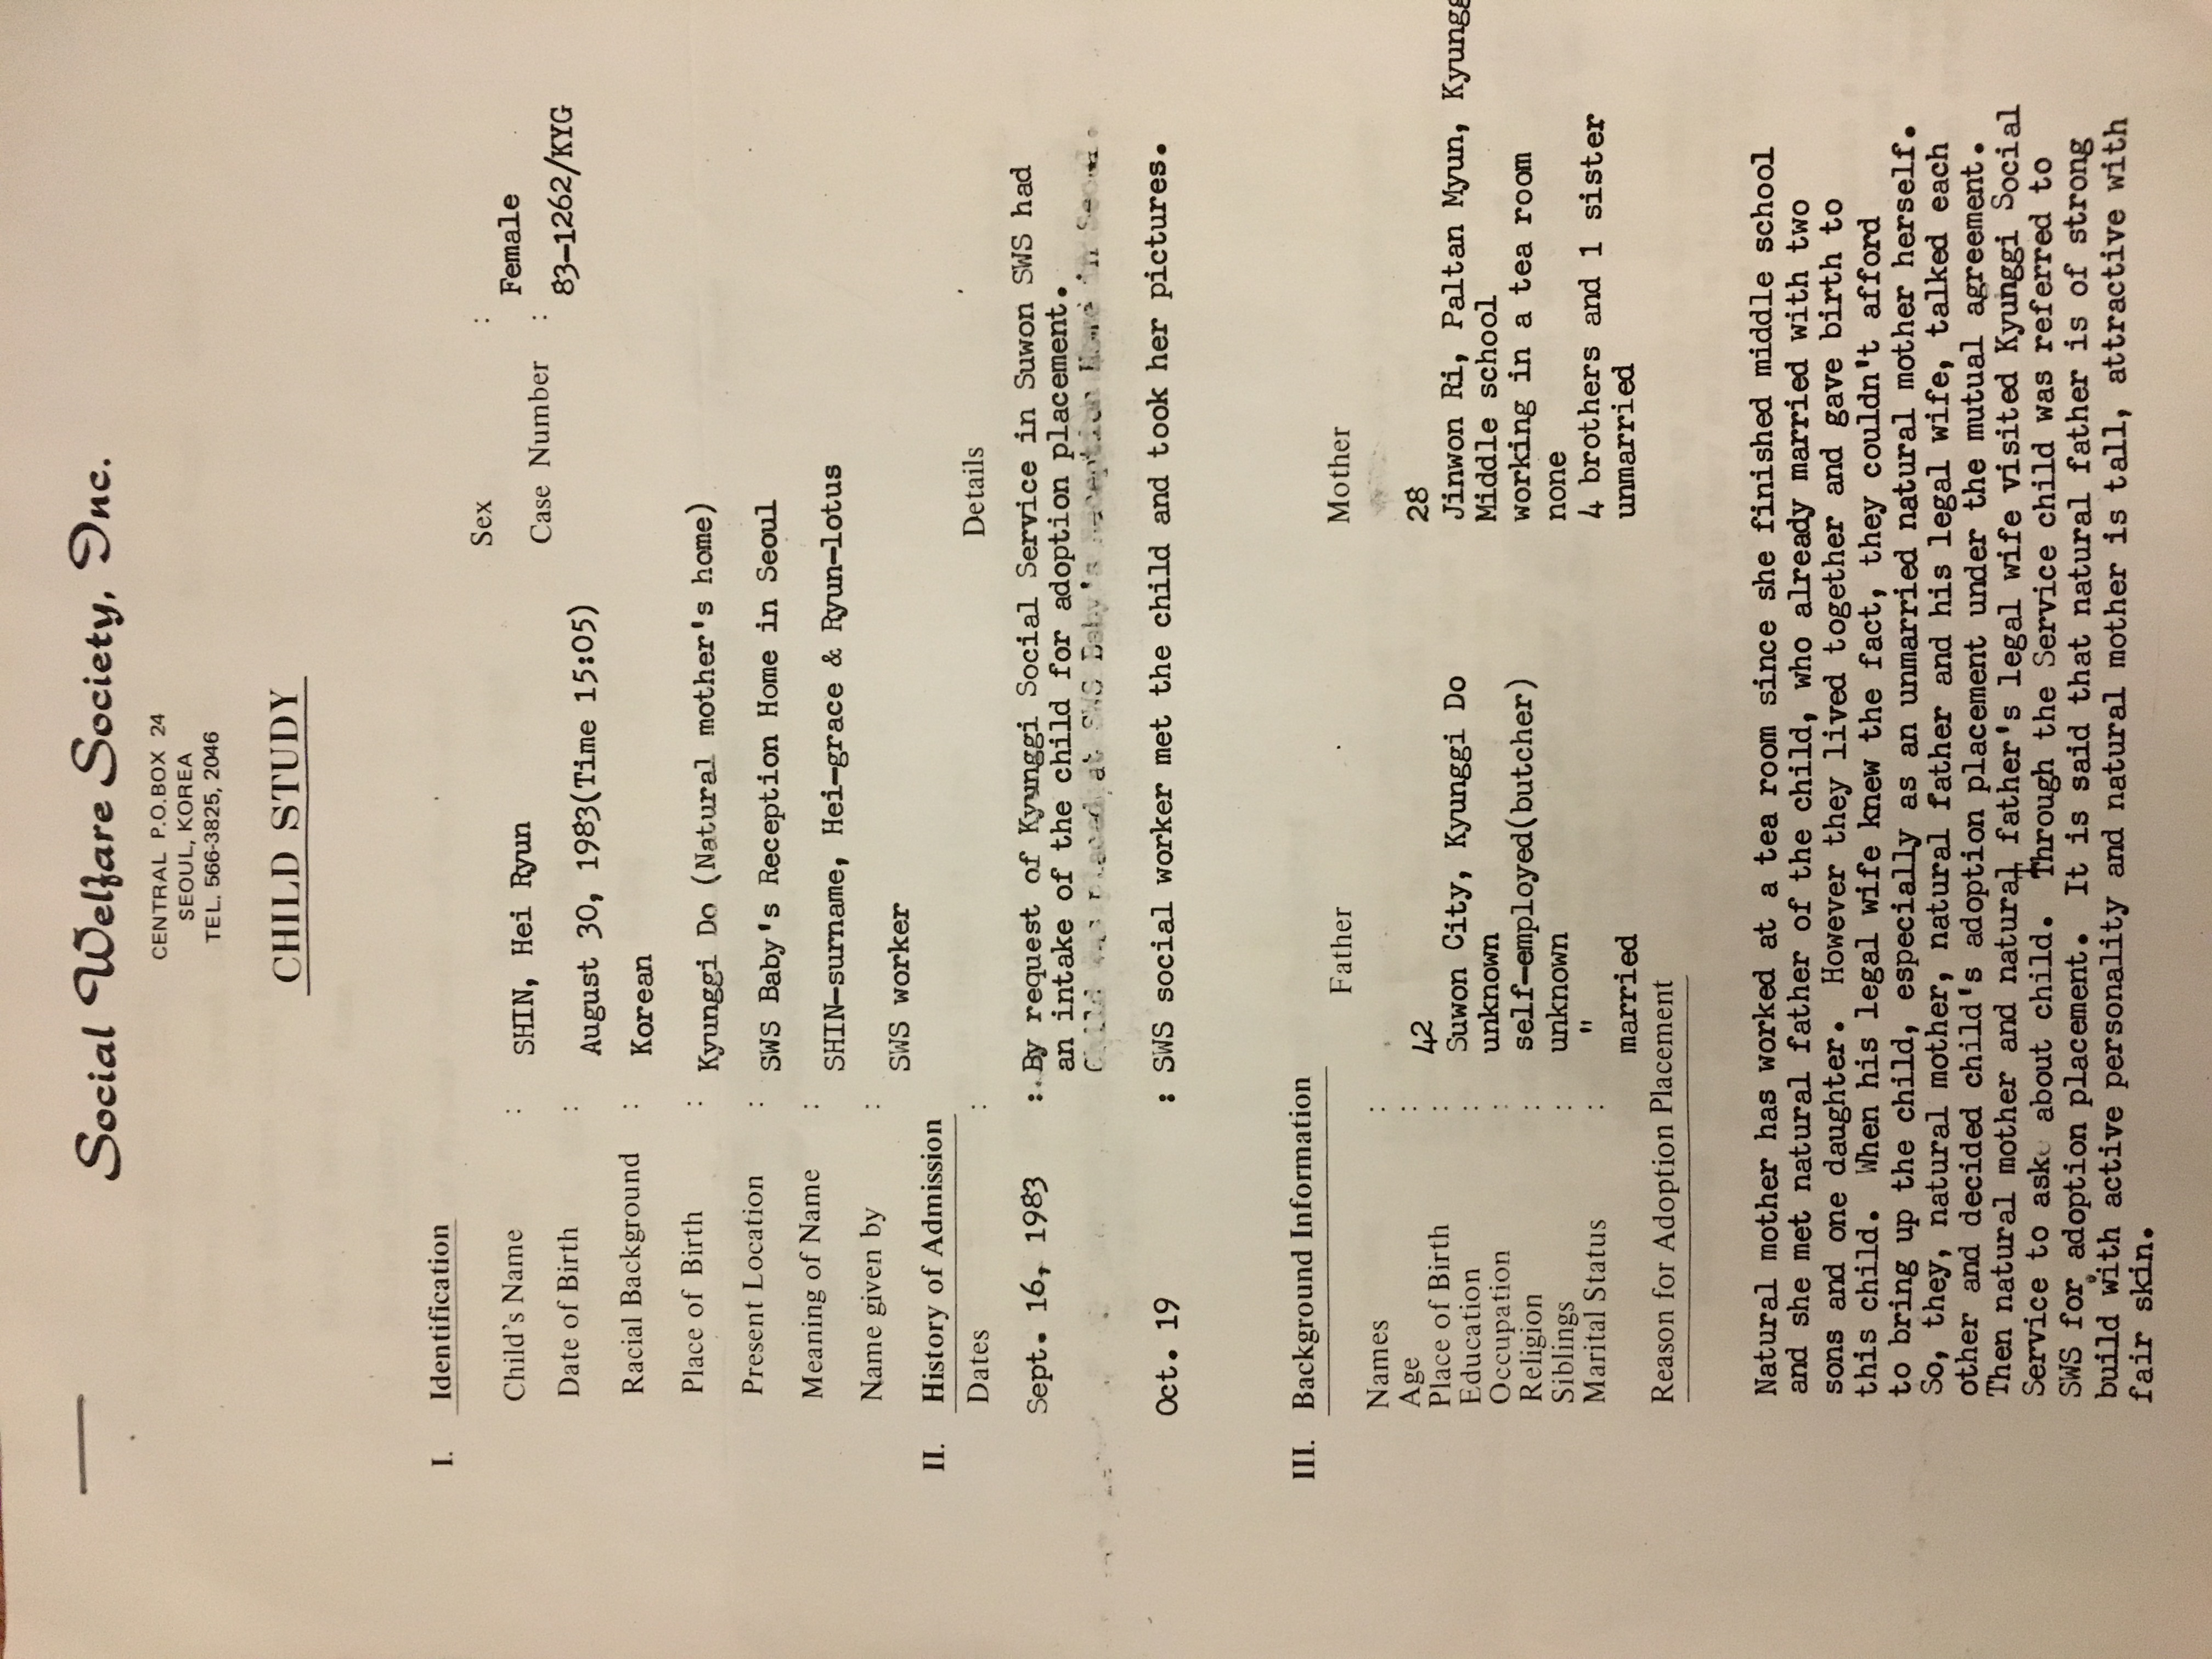 Social Welfare Society, Inc.
CENTRAL P.O.BOX 24
SEOUL, KOREA
TEL. 566-3825, 2046
CHILD STUDY
I. Identification
Sex : Female
Child's Name : SHIN, Hei Ryun
Case Number : 83-1262/KYG
Date of Birth : August 30, 1983(Time 15:05)
Racial Background : Korean
Place of Birth : Kyunggi Do (Natural mother's home)
Present Location : SWS Baby's Reception Home in Seoul
Meaning of Name : SHIN-surname, Hei-grace & Ryun-lotus
Name given by : SWS worker
II. History of Admission
Dates : Details
Sept. 16, 1983 : By request of Kyunggi Social Service in Suwon SWS had
an intake of the child for adoption placement.
Child was placed at SWS Baby's Reception Home in Seoul.
Oct. 19 : SWS social worker met the child and took her pictures.
III. Background Information
Father Mother
Names :
Age : 42 28
Place of Birth : Suwon City, Kyunggi Do Jinwon Ri, Paltan Myun, Kyungg
Education : unknown Middle school
Occupation : self-employed(butcher) working in a tea room
Religion : unknown none
Siblings : " 4 brothers and 1 sister
Marital Status : married unmarried
Reason for Adoption Placement
Natural mother has worked at a tea room since she finished middle school
and she met natural father of the child, who already married with two
sons and one daughter. However they lived together and gave birth to
this child. When his legal wife knew the fact, they couldn't afford
to bring up the child, especially as an unmarried natural mother herself.
So, they, natural mother, natural father and his legal wife, talked each
other and decided child's adoption placement under the mutual agreement.
Then natural mother and natural father's legal wife visited Kyunggi Social
Service to ask about child. Through the Service child was referred to
SWS for adoption placement. It is said that natural father is of strong
build with active personality and natural mother is tall, attractive with
fair skin.